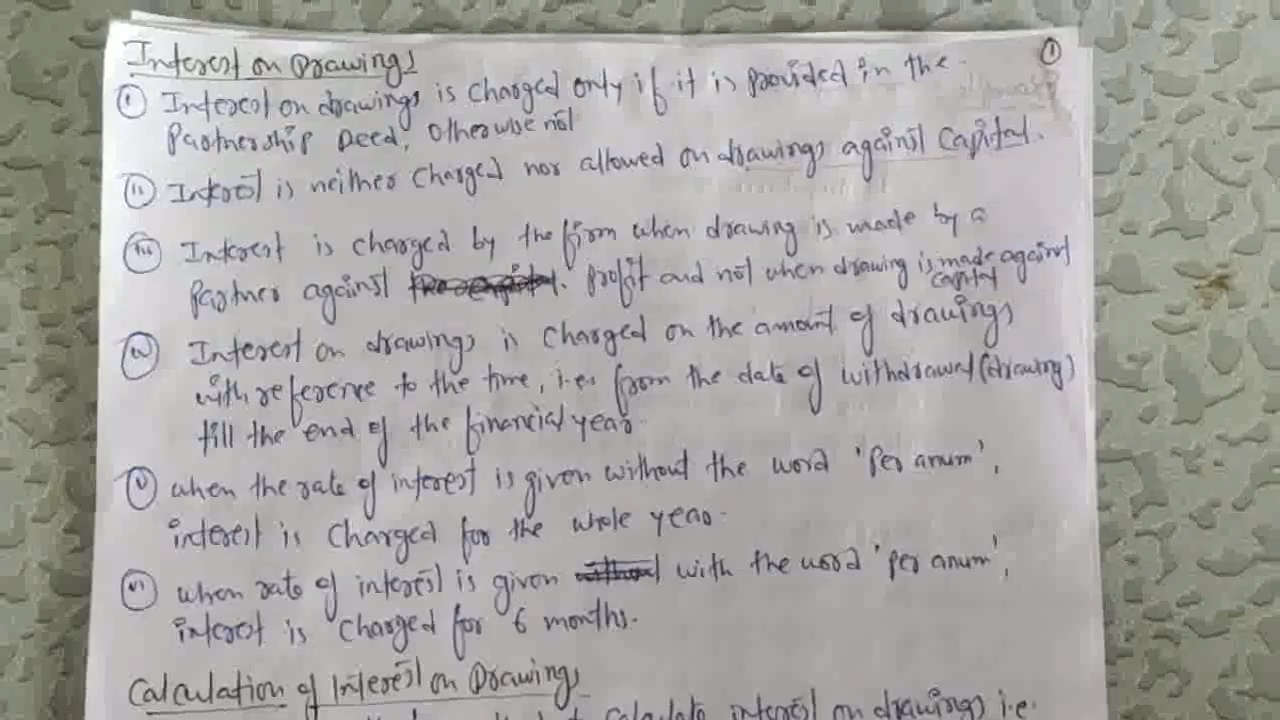 Interest on Drawings
①
(i) Interest on drawings is charged only if it is provided in the
Partnership Deed, otherwise not
(ii) Interest is neither charged nor allowed on drawings against capital.
(iii) Interest is charged by the firm when drawing is made by a
Partner against profit and not when drawing is made against
capital
(iv) Interest on drawings is charged on the amount of drawings
with reference to the time, i.e. from the date of withdrawal (drawing)
till the end of the financial year.
(v) when the rate of interest is given without the word 'Per anum',
interest is charged for the whole year.
(vi) when rate of interest is given with the word 'per anum',
interest is charged for 6 months.
Calculation of Interest on Drawings
calculate interest on drawings i.e.